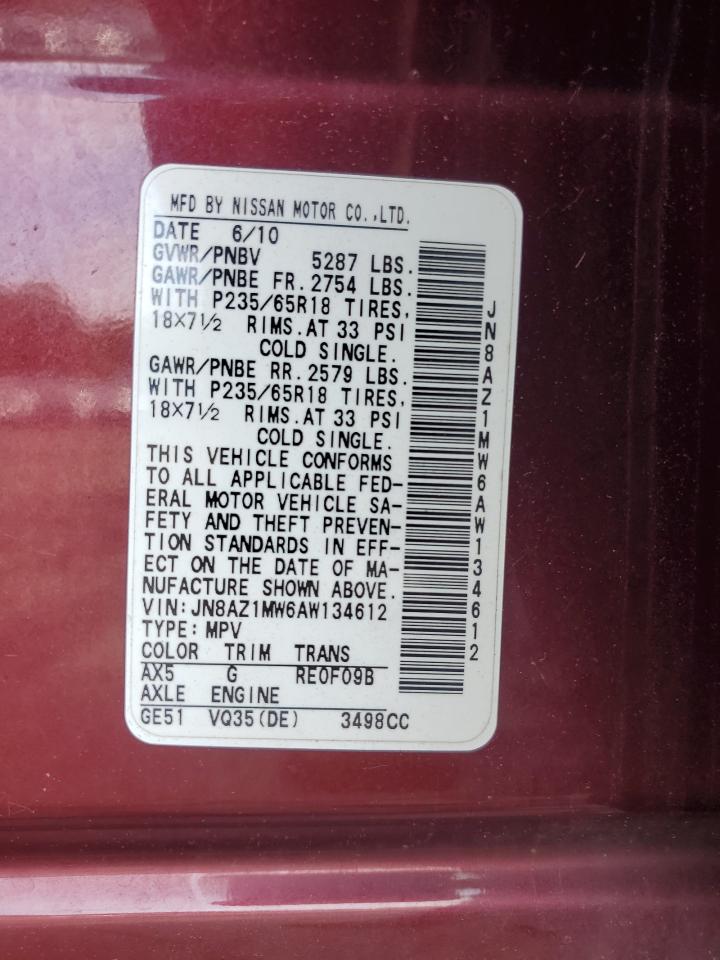 MFD BY NISSAN MOTOR CO.,LTD.
DATE 6/10
GVWR/PNBV 5287 LBS.
GAWR/PNBE FR. 2754 LBS.
WITH P235/65R18 TIRES,
18X7½ RIMS. AT 33 PSI
COLD SINGLE.
GAWR/PNBE RR. 2579 LBS.
WITH P235/65R18 TIRES,
18X7½ RIMS. AT 33 PSI
COLD SINGLE.
THIS VEHICLE CONFORMS
TO ALL APPLICABLE FED-
ERAL MOTOR VEHICLE SA-
FETY AND THEFT PREVEN-
TION STANDARDS IN EFF-
ECT ON THE DATE OF MA-
NUFACTURE SHOWN ABOVE.
VIN: JN8AZ1MW6AW134612
TYPE: MPV
COLOR TRIM TRANS
AX5 G RE0F09B
AXLE ENGINE
GE51 VQ35(DE) 3498CC
JN8AZ1MW6AW134612